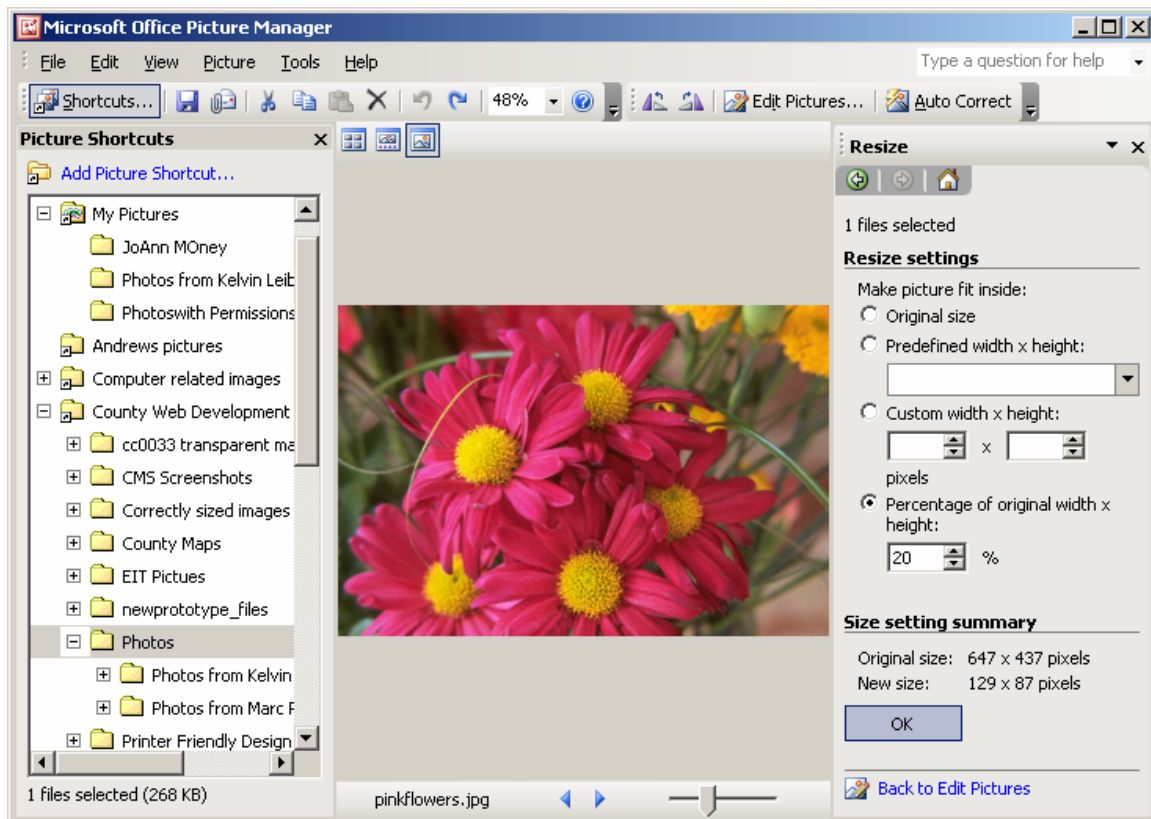 Microsoft Office Picture Manager
File Edit View Picture Tools Help
Type a question for help
Shortcuts... 48% Edit Pictures... Auto Correct
Picture Shortcuts
Add Picture Shortcut...
My Pictures
JoAnn MOney
Photos from Kelvin Leib
Photoswith Permissions
Andrews pictures
Computer related images
County Web Development
cc0033 transparent ma
CMS Screenshots
Correctly sized images
County Maps
EIT Pictues
newprototype_files
Photos
Photos from Kelvin
Photos from Marc P
Printer Friendly Design
1 files selected (268 KB)
pinkflowers.jpg
Resize
1 files selected
Resize settings
Make picture fit inside:
Original size
Predefined width x height:
Custom width x height:
x
pixels
Percentage of original width x
height:
20 %
Size setting summary
Original size: 647 x 437 pixels
New size: 129 x 87 pixels
OK
Back to Edit Pictures